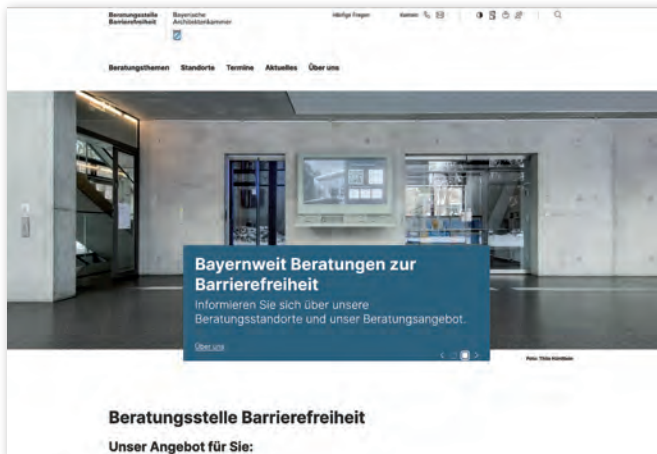 Beratungsstelle
Barrierefreiheit
Bayerische
Architektenkammer
Häufige Fragen
Kontakt
Beratungsthemen Standorte Termine Aktuelles Über uns
Bayernweit Beratungen zur
Barrierefreiheit
Informieren Sie sich über unsere
Beratungsstandorte und unser Beratungsangebot.
Über uns
Foto:
Beratungsstelle Barrierefreiheit
Unser Angebot für Sie: